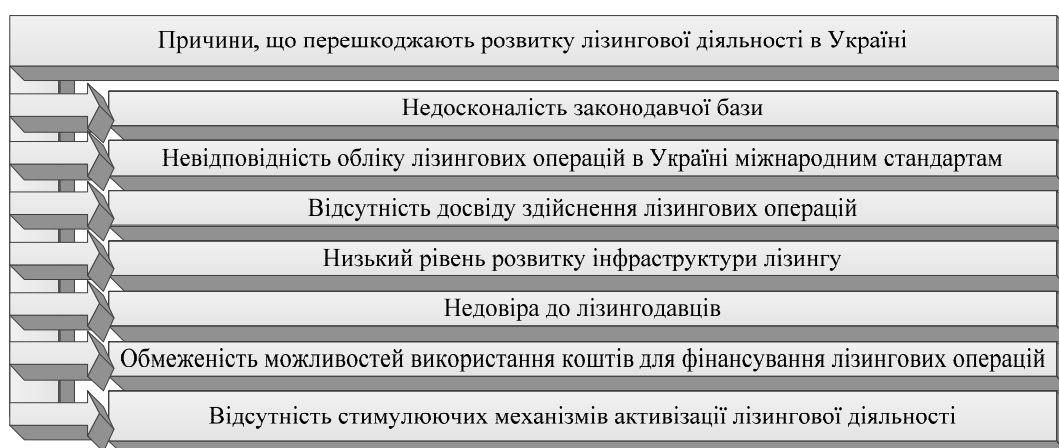 Причини, що перешкоджають розвитку лізингової діяльності в Україні
Недосконалість законодавчої бази
Невідповідність обліку лізингових операцій в Україні міжнародним стандартам
Відсутність досвіду здійснення лізингових операцій
Низький рівень розвитку інфраструктури лізингу
Недовіра до лізингодавців
Обмеженість можливостей використання коштів для фінансування лізингових операцій
Відсутність стимулюючих механізмів активізації лізингової діяльності